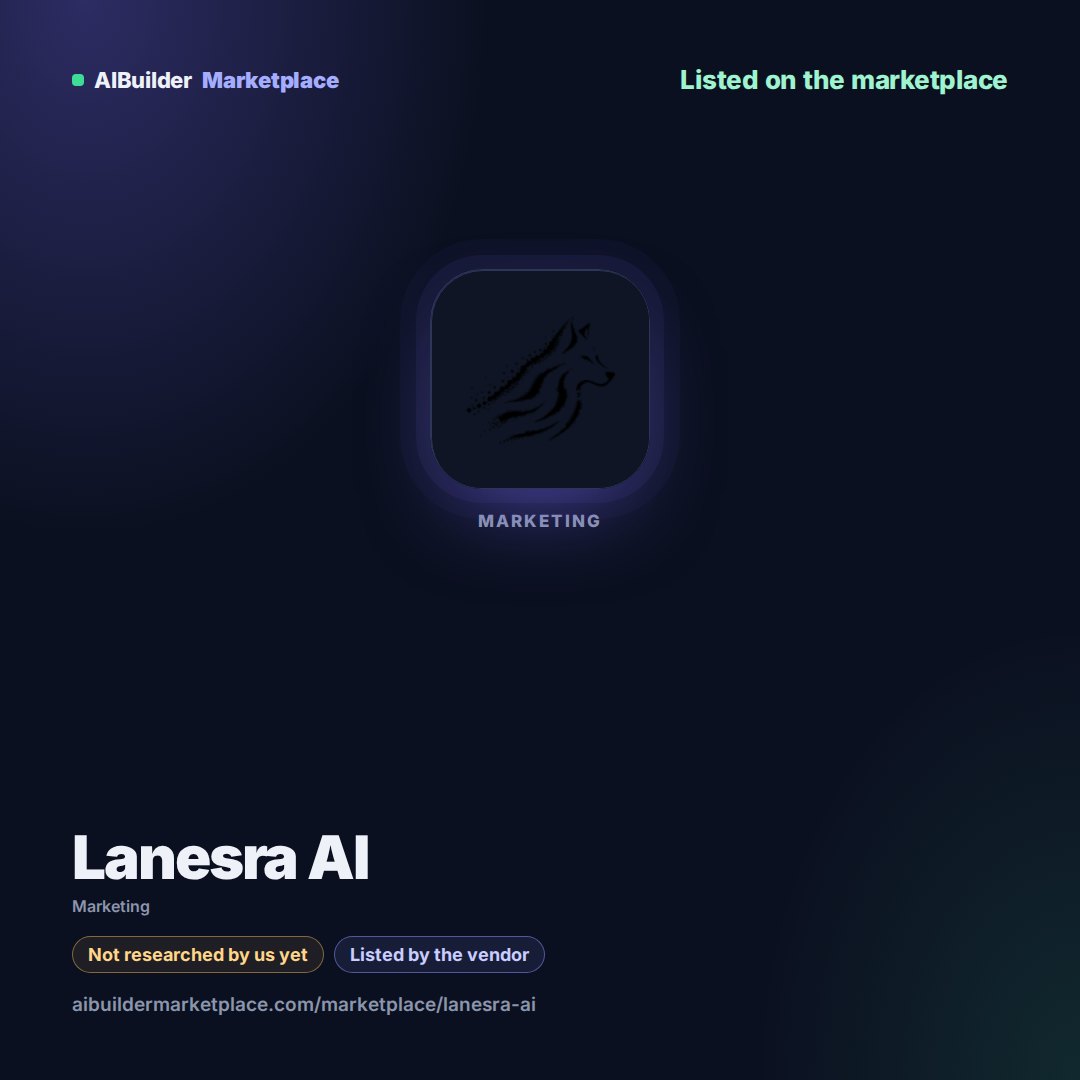 AIBuilder Marketplace
Listed on the marketplace
MARKETING
Lanesra AI
Marketing
Not researched by us yet
Listed by the vendor
aibuildermarketplace.com/marketplace/lanesra-ai